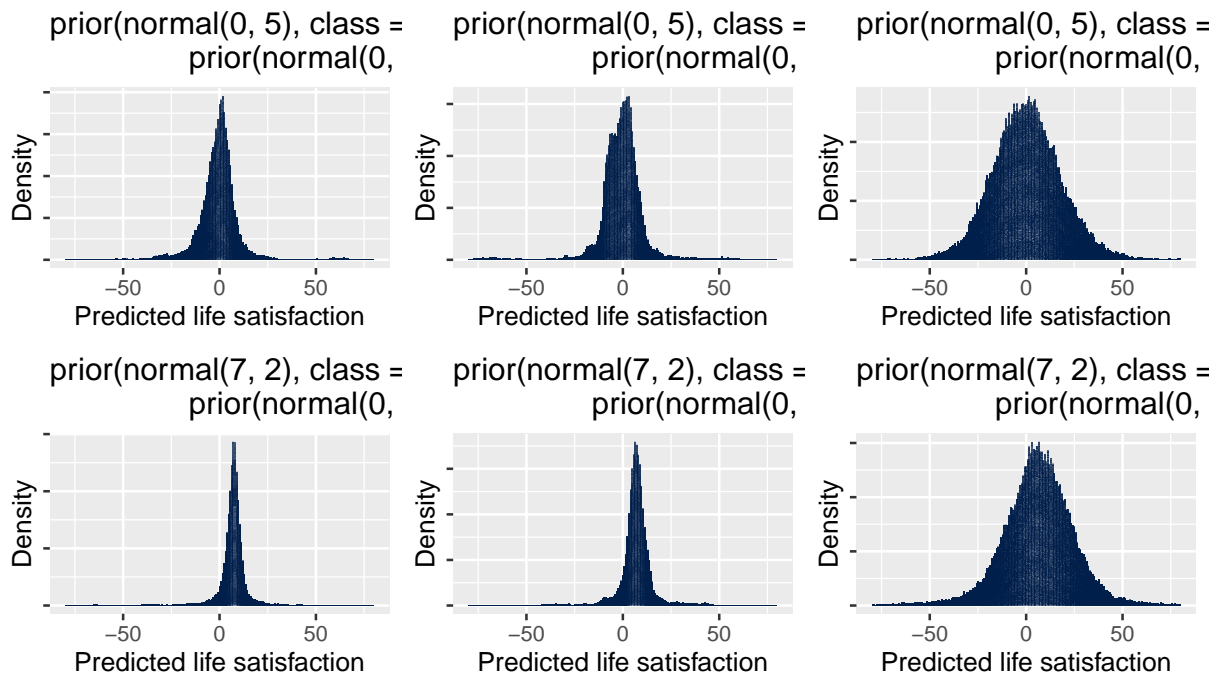 prior(normal(0, 5), class =
prior(normal(0,
Density
−50 0 50
Predicted life satisfaction
prior(normal(0, 5), class =
prior(normal(0,
Density
−50 0 50
Predicted life satisfaction
prior(normal(0, 5), class =
prior(normal(0,
Density
−50 0 50
Predicted life satisfaction
prior(normal(7, 2), class =
prior(normal(0,
Density
−50 0 50
Predicted life satisfaction
prior(normal(7, 2), class =
prior(normal(0,
Density
−50 0 50
Predicted life satisfaction
prior(normal(7, 2), class =
prior(normal(0,
Density
−50 0 50
Predicted life satisfaction